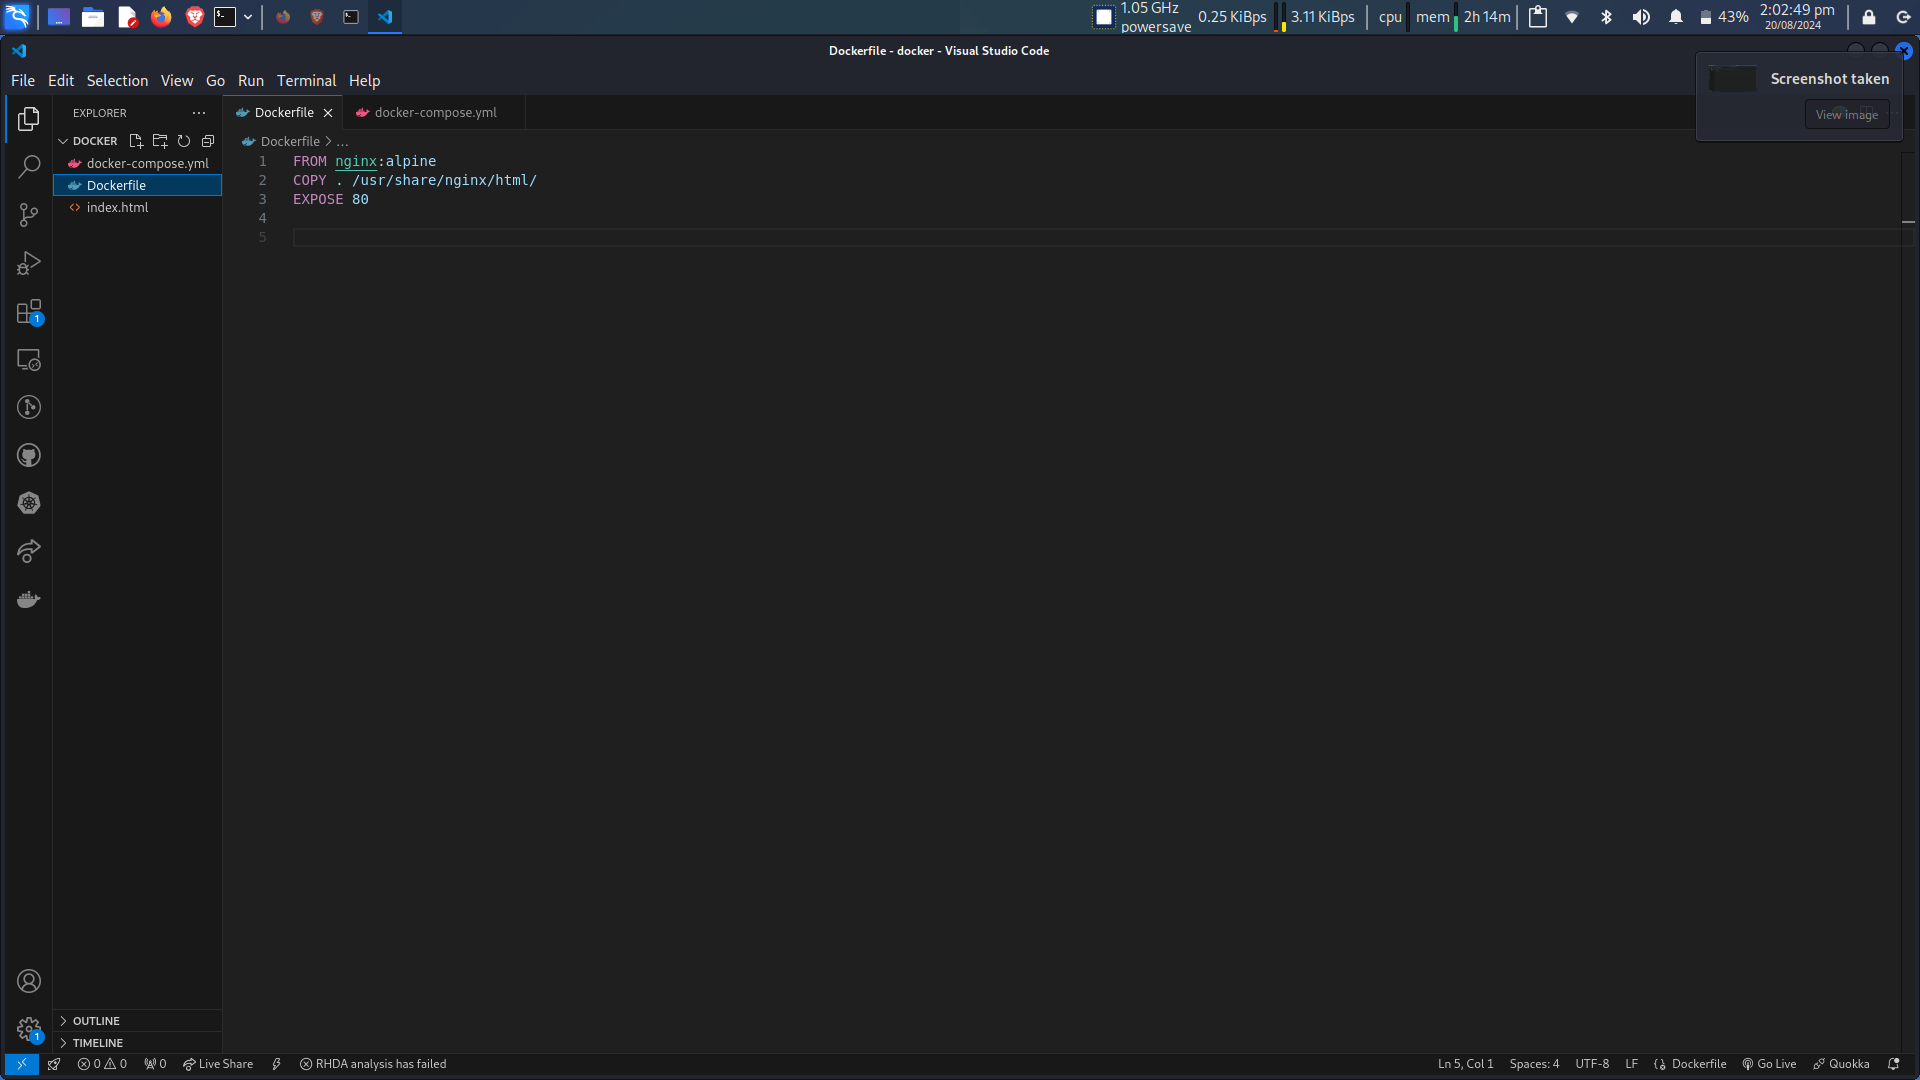 1.05 GHz
powersave
0.25 KiBps
3.11 KiBps
cpu
mem
2h 14m
43%
2:02:49 pm
20/08/2024
Dockerfile - docker - Visual Studio Code
File Edit Selection View Go Run Terminal Help
Screenshot taken
View image
EXPLORER
Dockerfile
docker-compose.yml
DOCKER
docker-compose.yml
Dockerfile
index.html
Dockerfile > ...
1 FROM nginx:alpine
2 COPY . /usr/share/nginx/html/
3 EXPOSE 80
4
5
1
1
OUTLINE
TIMELINE
0 0 0 Live Share RHDA analysis has failed
Ln 5, Col 1 Spaces: 4 UTF-8 LF Dockerfile Go Live Quokka